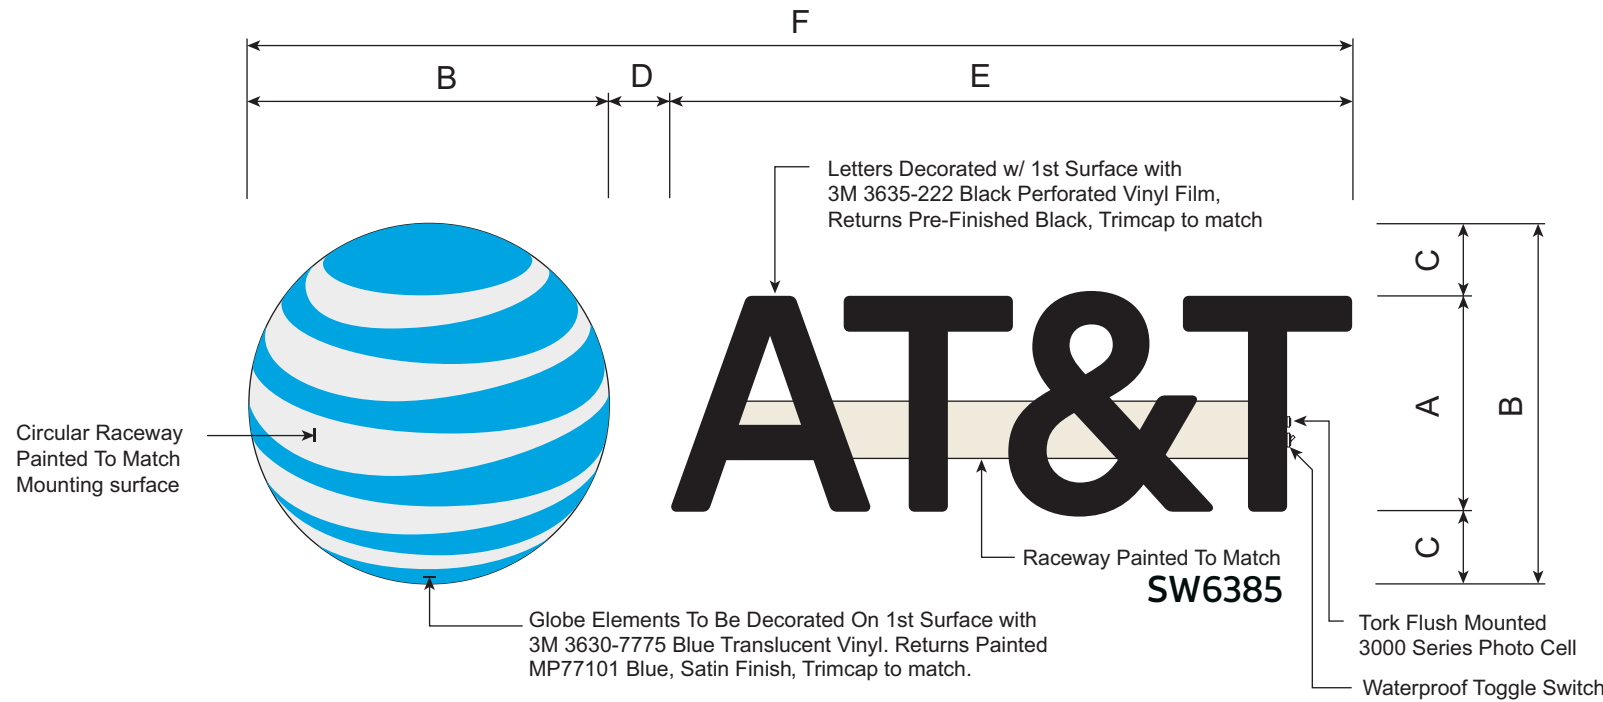 F
B
D
E
Letters Decorated w/ 1st Surface with
3M 3635-222 Black Perforated Vinyl Film,
Returns Pre-Finished Black, Trimcap to match
C
A
B
C
AT&T
Circular Raceway
Painted To Match
Mounting surface
Raceway Painted To Match
SW6385
Globe Elements To Be Decorated On 1st Surface with
3M 3630-7775 Blue Translucent Vinyl. Returns Painted
MP77101 Blue, Satin Finish, Trimcap to match.
Tork Flush Mounted
3000 Series Photo Cell
Waterproof Toggle Switch